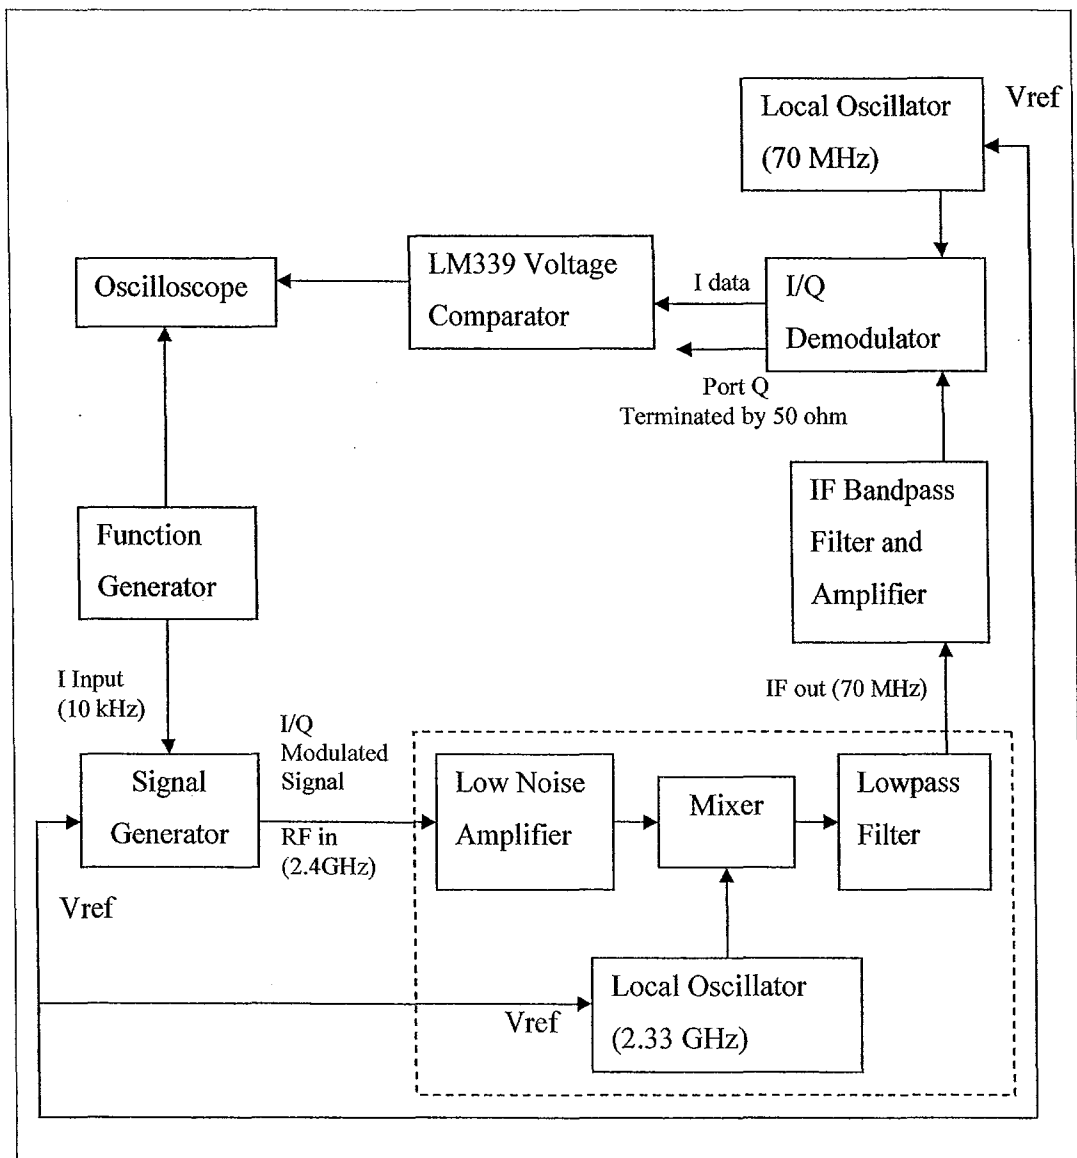 Local Oscillator
(70 MHz)
Vref
LM339 Voltage
Comparator
Oscilloscope
I data
I/Q
Demodulator
Port Q
Terminated by 50 ohm
IF Bandpass
Filter and
Amplifier
Function
Generator
I Input
(10 kHz)
IF out (70 MHz)
I/Q
Modulated
Signal
Signal
Generator
RF in
(2.4GHz)
Low Noise
Amplifier
Mixer
Lowpass
Filter
Vref
Local Oscillator
(2.33 GHz)
Vref